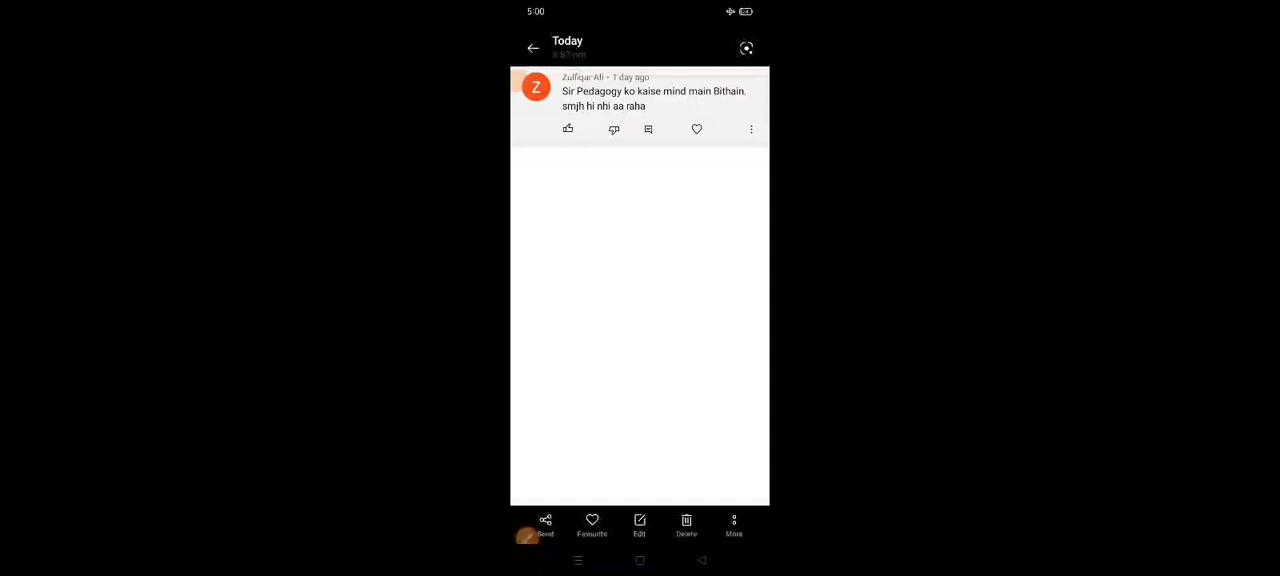 5:00
Today
Z
Zulfiqar Ali • 1 day ago
Sir Pedagogy ko kaise mind main Bithain.
smjh hi nhi aa raha
Send Favourite Edit Delete More